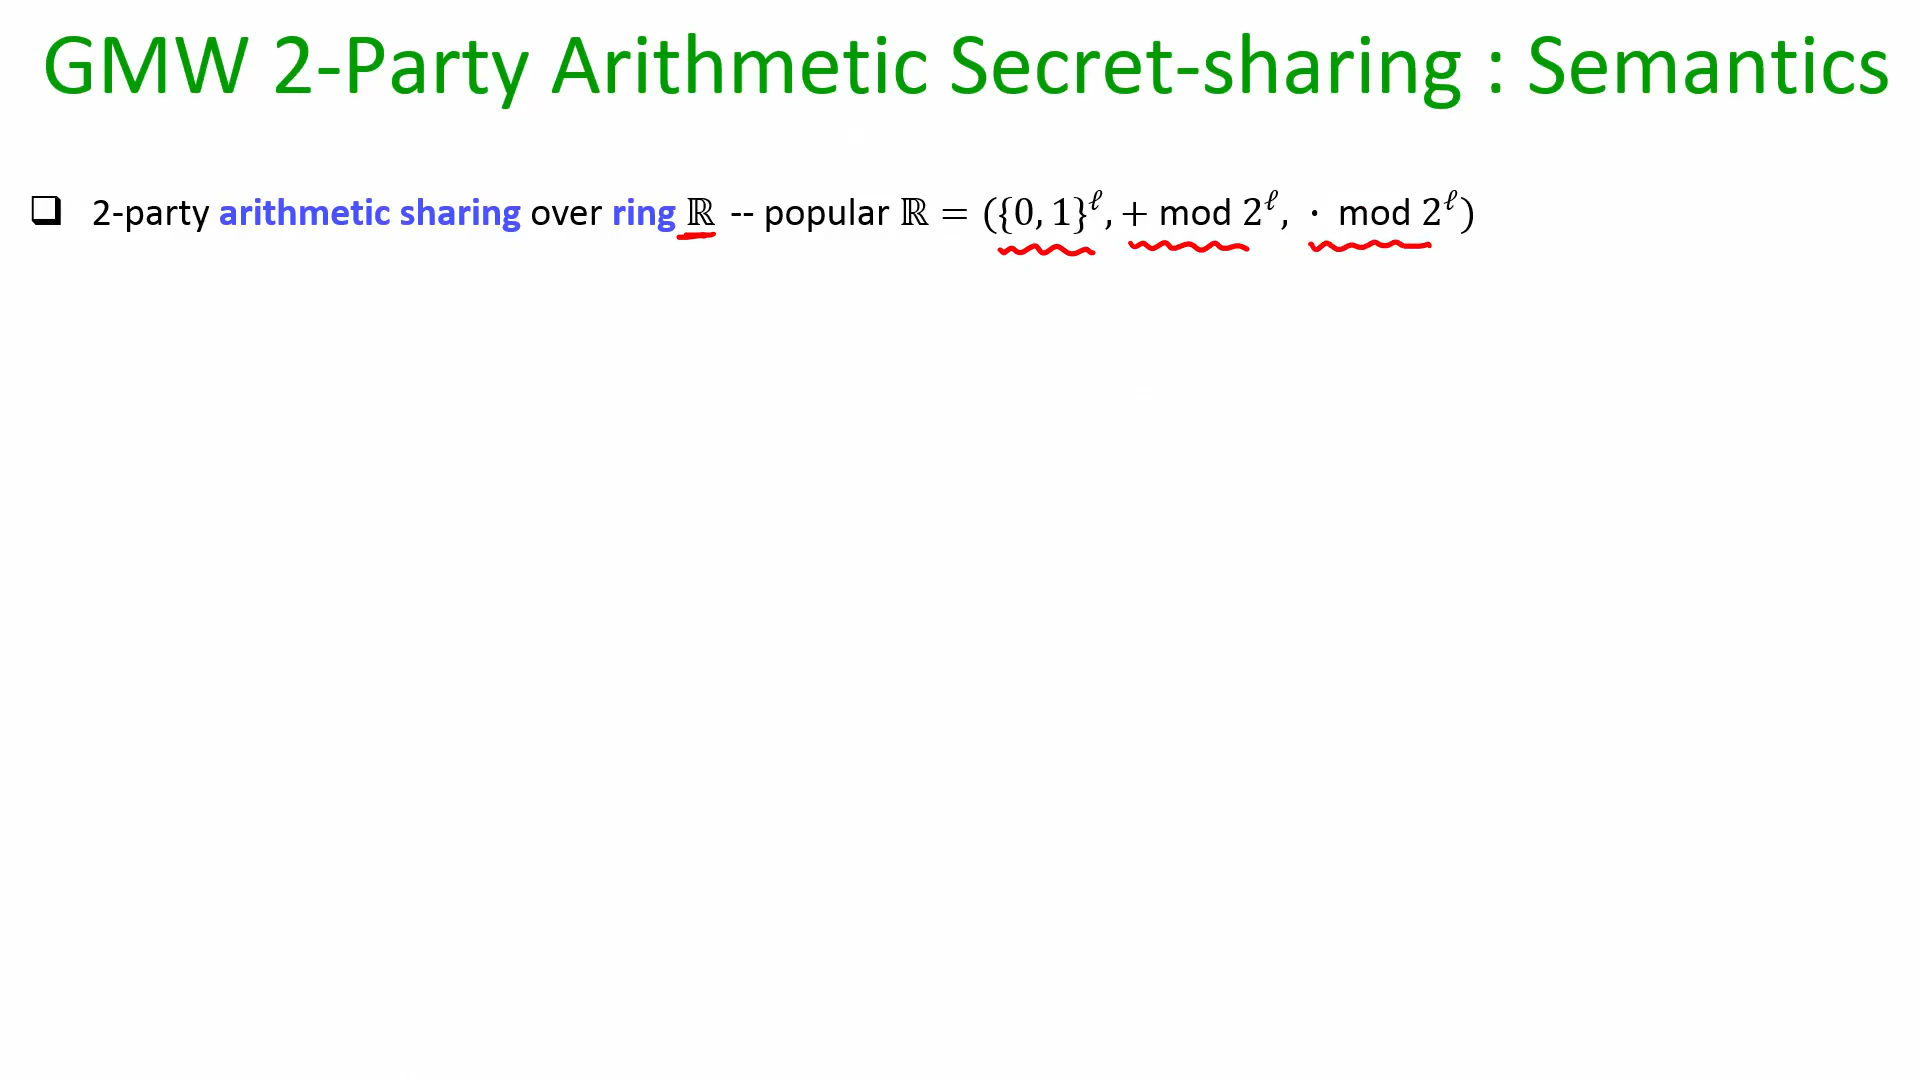 GMW 2-Party Arithmetic Secret-sharing : Semantics
❑ 2-party arithmetic sharing over ring ℝ -- popular ℝ = ({0, 1}^ℓ, + mod 2^ℓ, · mod 2^ℓ)